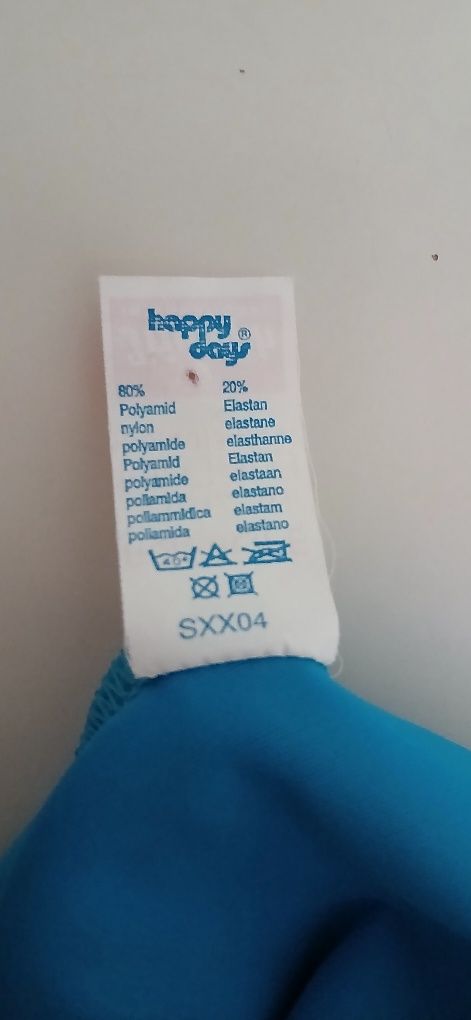 happy
days®
80% 20%
Polyamid Elastan
nylon elastane
polyamide elasthanne
Polyamid Elastan
polyamide elastaan
poliamida elastano
poliammidica elastam
poliamida elastano
40°
SXX04